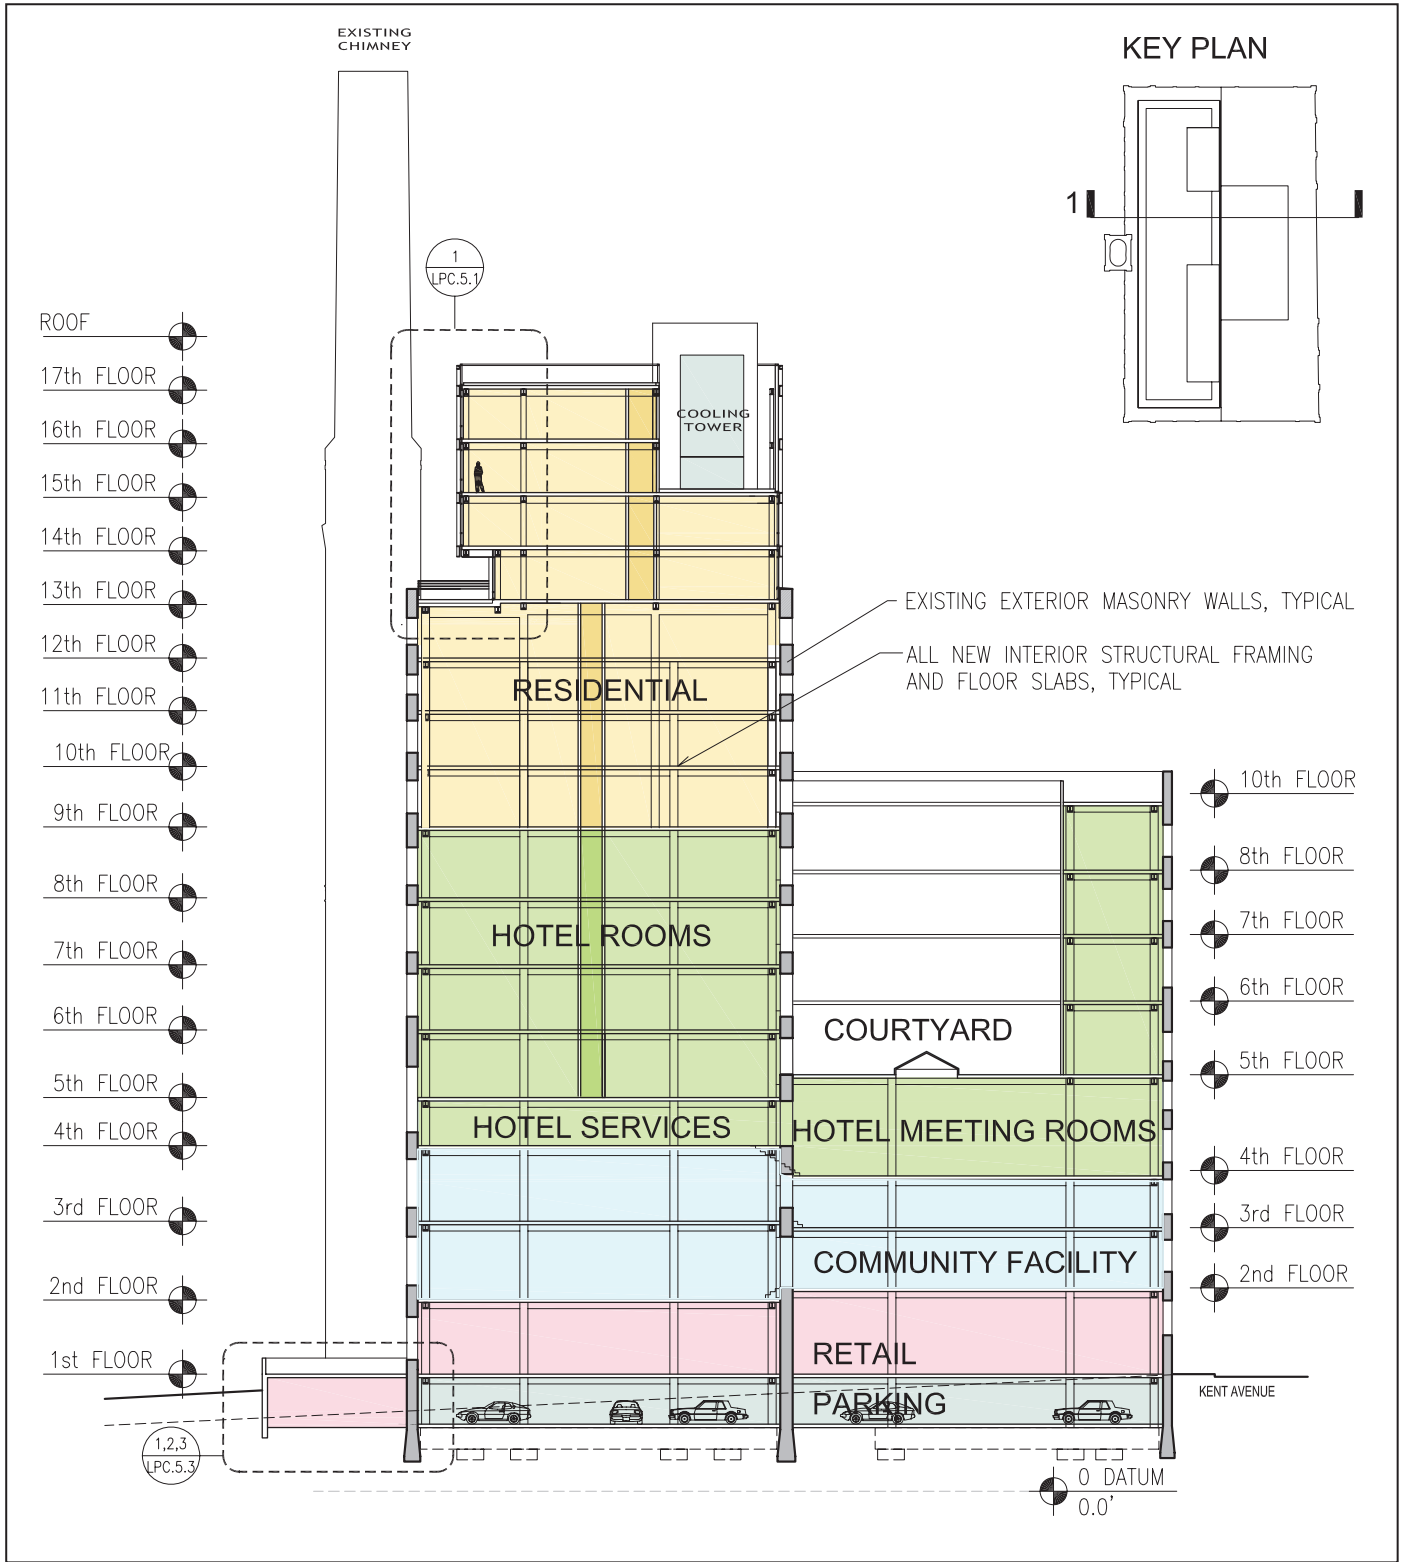 EXISTING
CHIMNEY
KEY PLAN
1
1
LPC.5.1
ROOF
17th FLOOR
16th FLOOR
15th FLOOR
14th FLOOR
13th FLOOR
12th FLOOR
11th FLOOR
10th FLOOR
9th FLOOR
8th FLOOR
7th FLOOR
6th FLOOR
5th FLOOR
4th FLOOR
3rd FLOOR
2nd FLOOR
1st FLOOR
COOLING
TOWER
EXISTING EXTERIOR MASONRY WALLS, TYPICAL
ALL NEW INTERIOR STRUCTURAL FRAMING
AND FLOOR SLABS, TYPICAL
RESIDENTIAL
HOTEL ROOMS
COURTYARD
HOTEL SERVICES
HOTEL MEETING ROOMS
COMMUNITY FACILITY
RETAIL
PARKING
10th FLOOR
8th FLOOR
7th FLOOR
6th FLOOR
5th FLOOR
4th FLOOR
3rd FLOOR
2nd FLOOR
KENT AVENUE
1,2,3
LPC.5.3
0 DATUM
0.0'